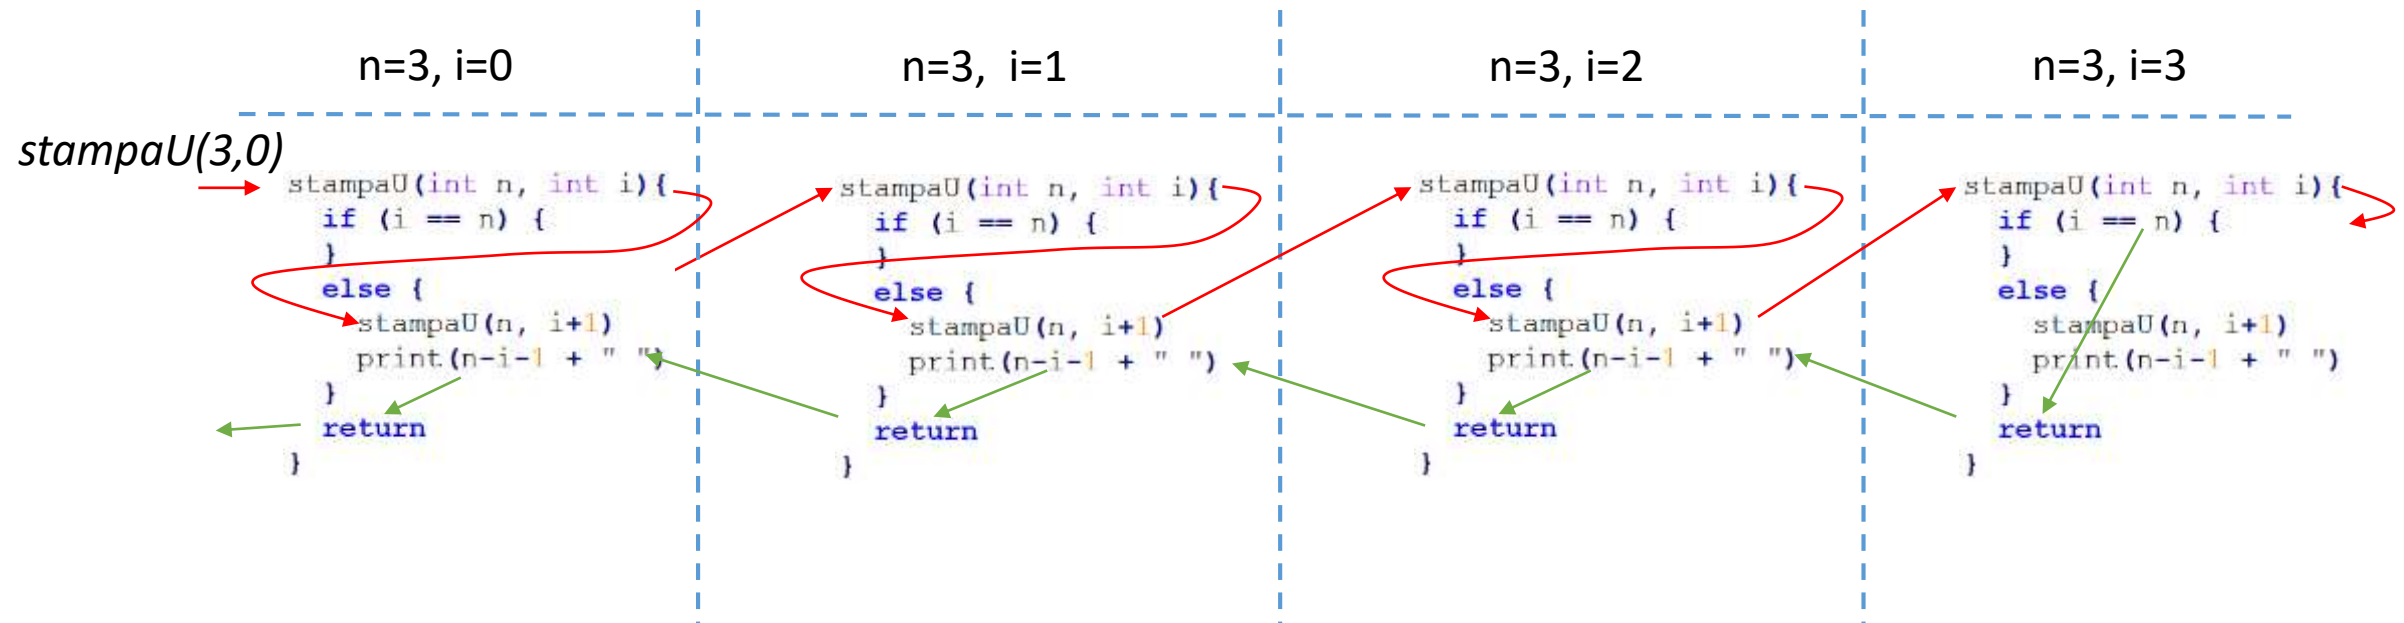 n=3, i=0
n=3, i=1
n=3, i=2
n=3, i=3
stampaU(3,0)
stampaU(int n, int i){
if (i == n) {
}
else {
stampaU(n, i+1)
print(n-i-1 + " ")
}
return
}
stampaU(int n, int i){
if (i == n) {
}
else {
stampaU(n, i+1)
print(n-i-1 + " ")
}
return
}
stampaU(int n, int i){
if (i == n) {
}
else {
stampaU(n, i+1)
print(n-i-1 + " ")
}
return
}
stampaU(int n, int i){
if (i == n) {
}
else {
stampaU(n, i+1)
print(n-i-1 + " ")
}
return
}